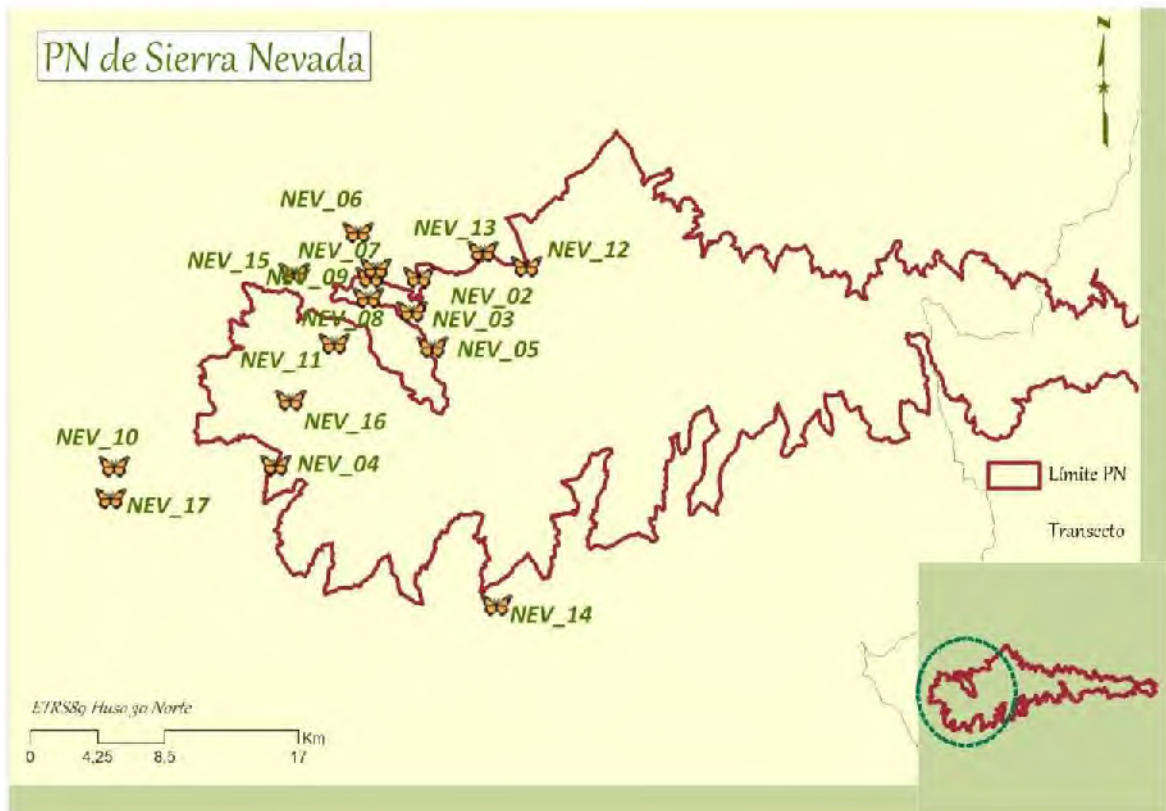 PN de Sierra Nevada
N
NEV_06
NEV_13
NEV_07
NEV_12
NEV_15
NEV_09
NEV_02
NEV_08
NEV_03
NEV_05
NEV_11
NEV_16
NEV_10
NEV_04
NEV_17
NEV_14
Límite PN
Transecto
ETRS89 Huso 30 Norte
Km
0 4,25 8,5 17